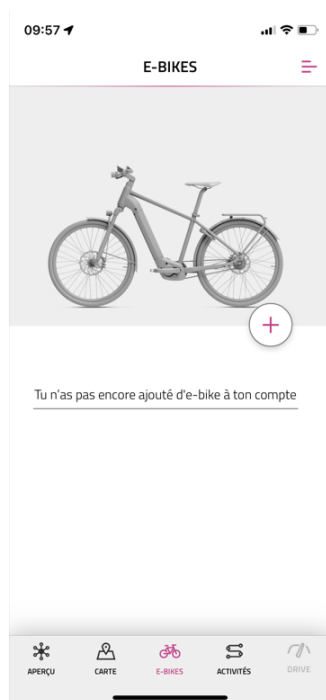 09:57
E-BIKES
Tu n'as pas encore ajouté d'e-bike à ton compte
APERÇU CARTE E-BIKES ACTIVITÉS DRIVE